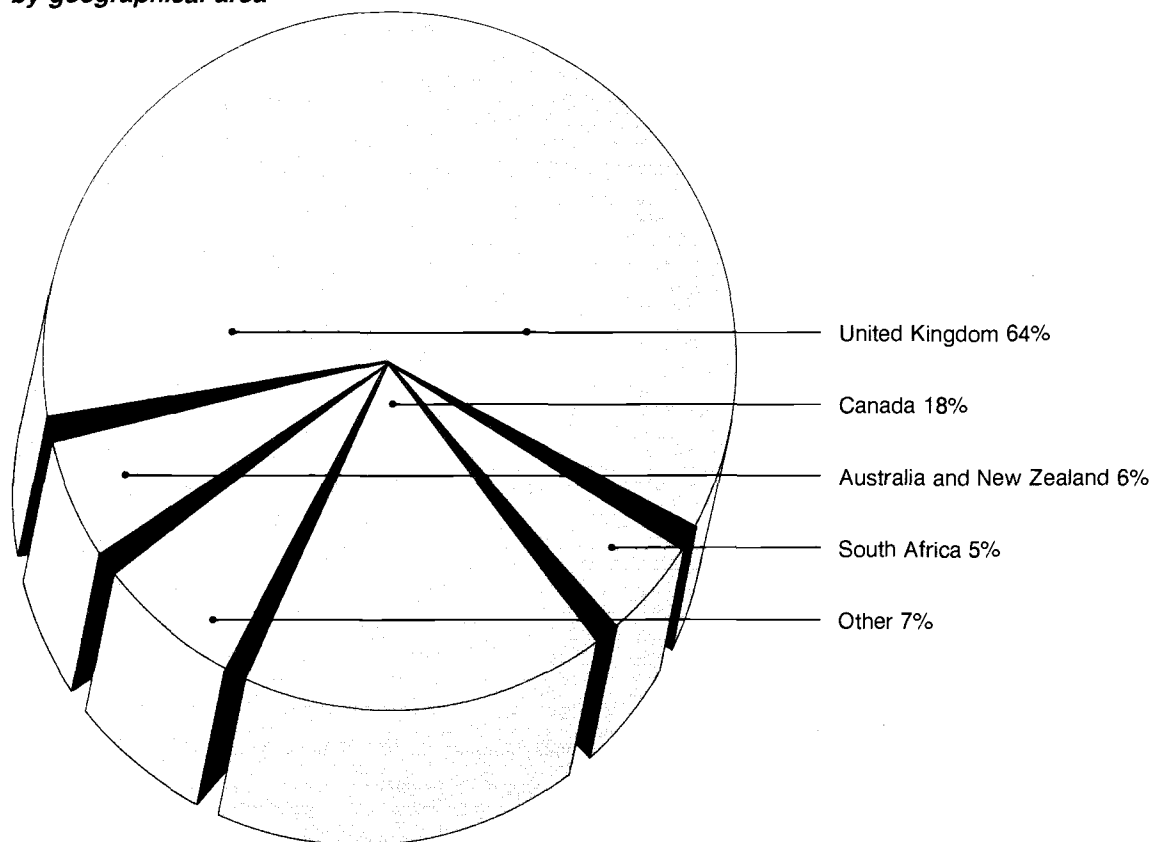 by geographical area
United Kingdom 64%
Canada 18%
Australia and New Zealand 6%
South Africa 5%
Other 7%